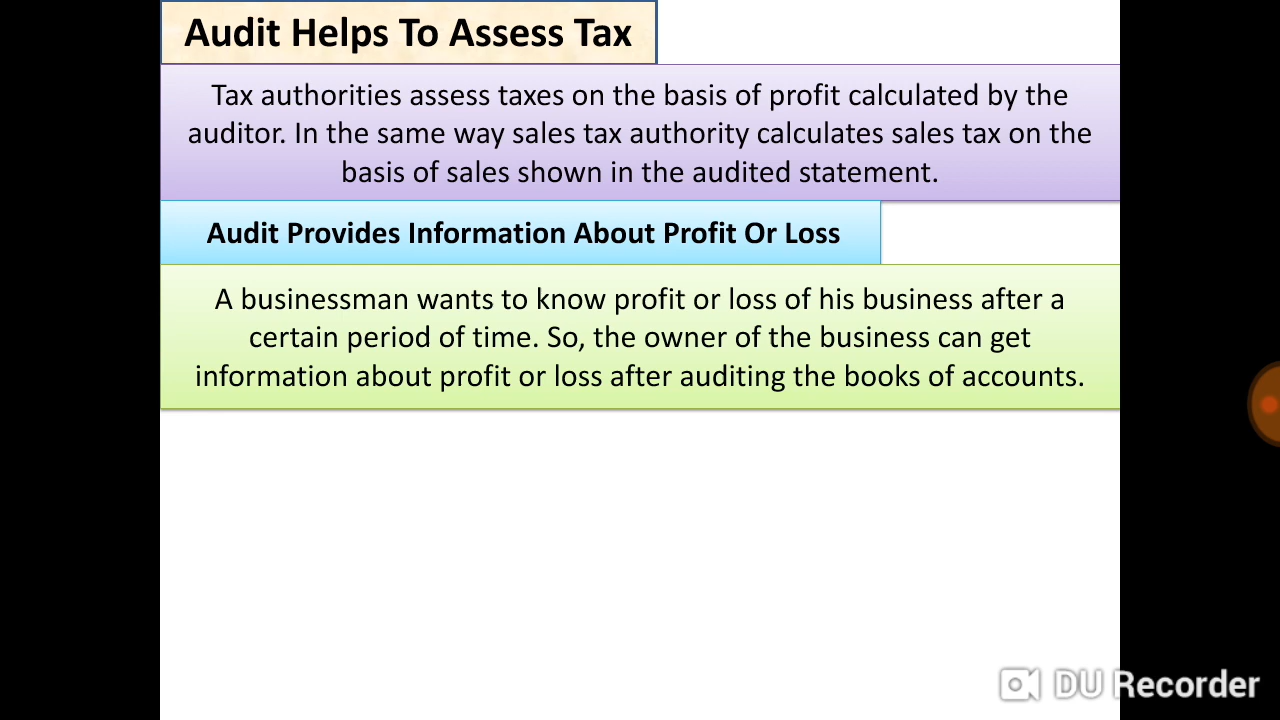 Audit Helps To Assess Tax
Tax authorities assess taxes on the basis of profit calculated by the
auditor. In the same way sales tax authority calculates sales tax on the
basis of sales shown in the audited statement.
Audit Provides Information About Profit Or Loss
A businessman wants to know profit or loss of his business after a
certain period of time. So, the owner of the business can get
information about profit or loss after auditing the books of accounts.
DU Recorder